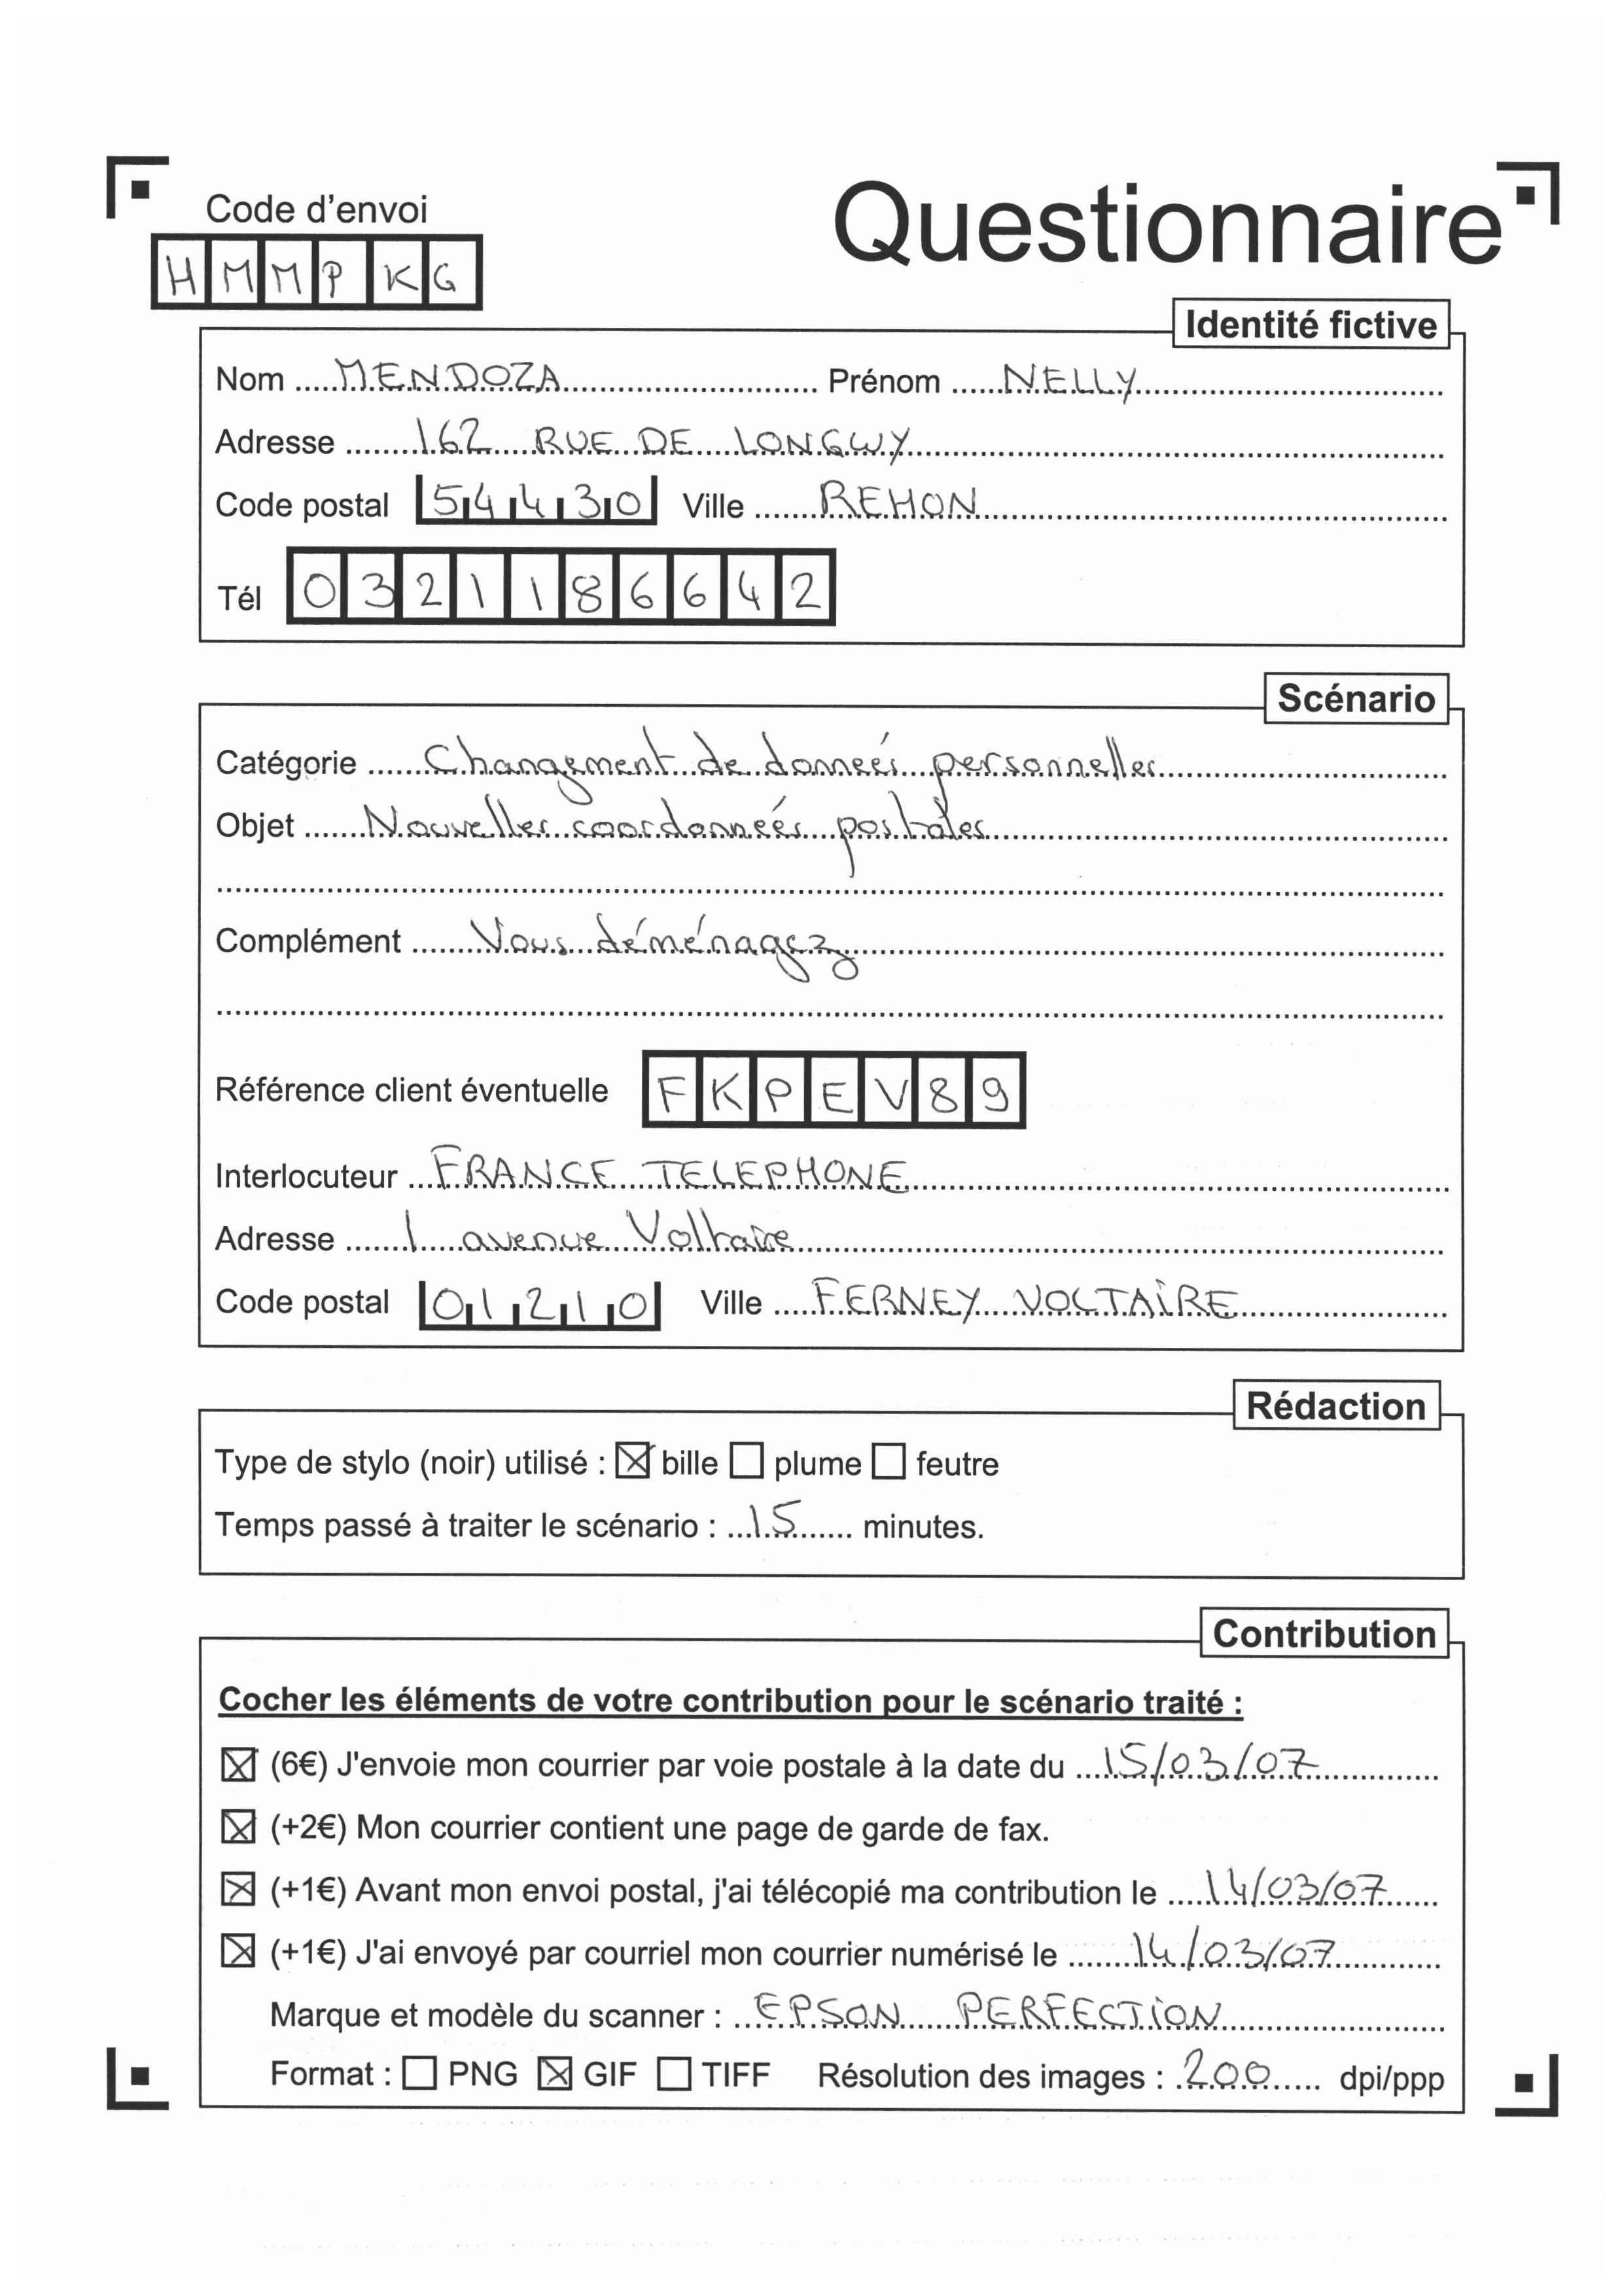 Code d'envoi
Questionnaire
HMMPKG
Identité fictive
Nom MENDOZA Prénom NELLY
Adresse 162 RUE DE LONGWY
Code postal 54430 Ville REHON
Tél 0321186642
Scénario
Catégorie Changement de données personnelles
Objet Nouvelles coordonnées postales
Complément Vous déménagez
Référence client éventuelle FKPEV89
Interlocuteur FRANCE TELEPHONE
Adresse 1 avenue Voltaire
Code postal 01210 Ville FERNEY VOLTAIRE
Rédaction
Type de stylo (noir) utilisé : ☒ bille ☐ plume ☐ feutre
Temps passé à traiter le scénario : 15 minutes.
Contribution
Cocher les éléments de votre contribution pour le scénario traité :
☒ (6€) J'envoie mon courrier par voie postale à la date du 15/03/07
☒ (+2€) Mon courrier contient une page de garde de fax.
☒ (+1€) Avant mon envoi postal, j'ai télécopié ma contribution le 14/03/07
☒ (+1€) J'ai envoyé par courriel mon courrier numérisé le 14/03/07
Marque et modèle du scanner : EPSON PERFECTION
Format : ☐ PNG ☒ GIF ☐ TIFF Résolution des images : 200 dpi/ppp